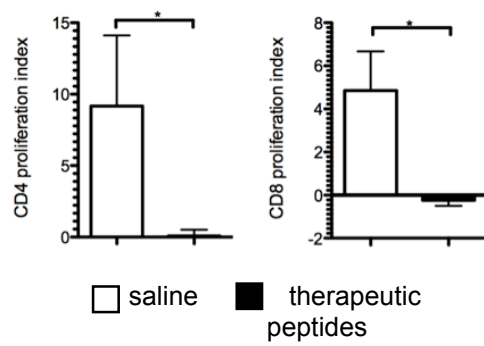 CD4 proliferation index
15
10
5
0
*
CD8 proliferation index
8
6
4
2
0
-2
*
saline
therapeutic
peptides